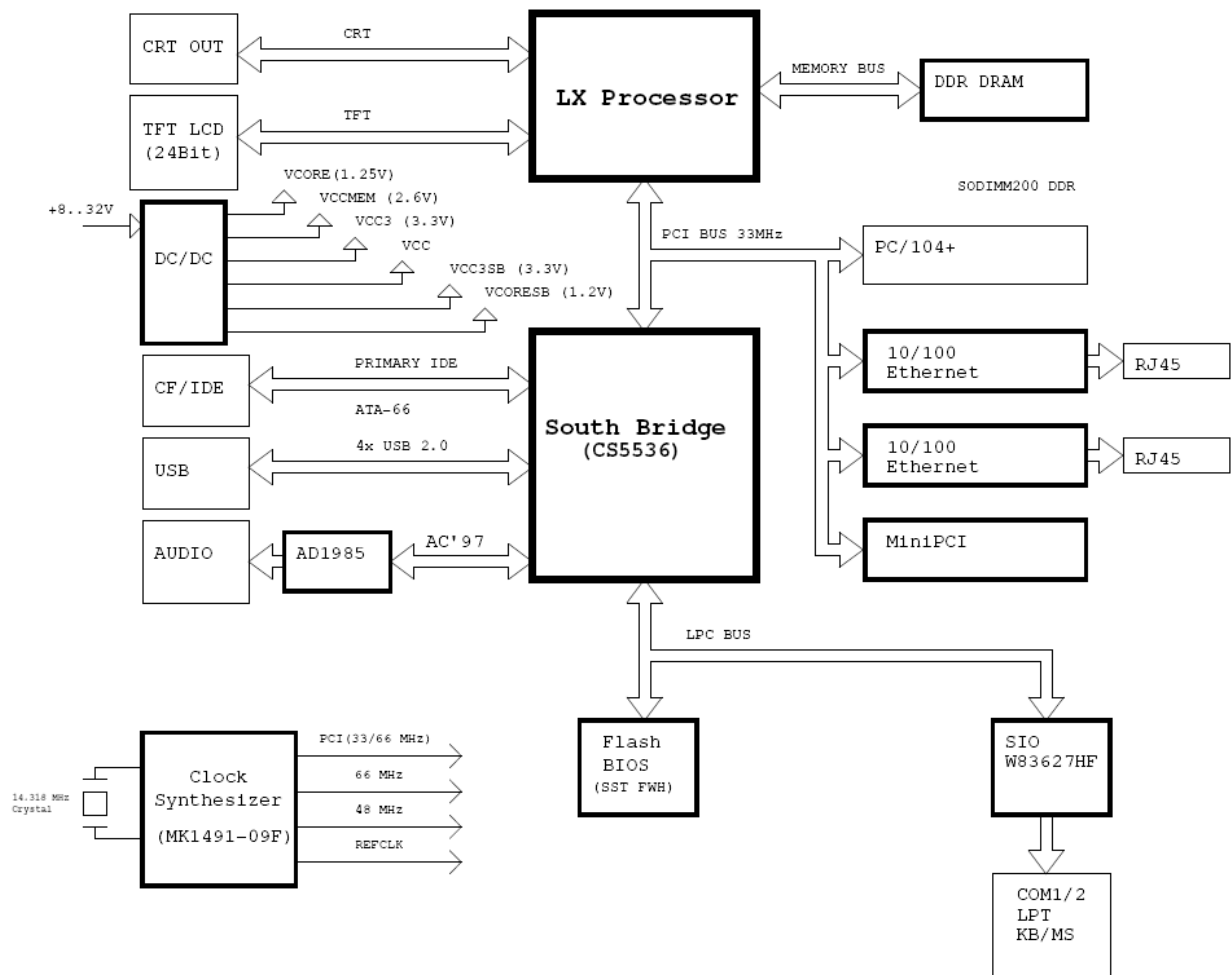 CRT OUT
CRT
LX Processor
MEMORY BUS
DDR DRAM
TFT LCD
(24Bit)
TFT
SODIMM200 DDR
+8..32V
DC/DC
VCORE(1.25V)
VCCMEM (2.6V)
VCC3 (3.3V)
VCC
VCC3SB (3.3V)
VCORESB (1.2V)
PCI BUS 33MHz
PC/104+
10/100
Ethernet
RJ45
10/100
Ethernet
RJ45
MiniPCI
CF/IDE
PRIMARY IDE
ATA-66
South Bridge
(CS5536)
USB
4x USB 2.0
AUDIO
AD1985
AC'97
LPC BUS
Flash
BIOS
(SST FWH)
SIO
W83627HF
COM1/2
LPT
KB/MS
14.318 MHz
Crystal
Clock
Synthesizer
(MK1491-09F)
PCI(33/66 MHz)
66 MHz
48 MHz
REFCLK